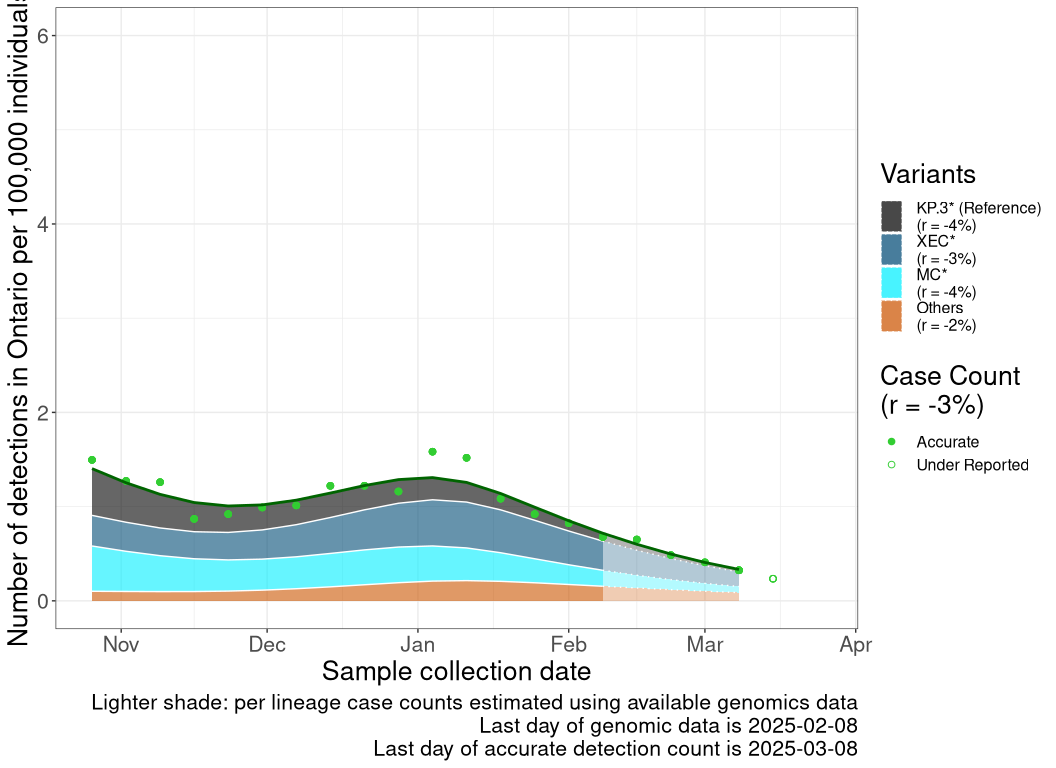 Number of detections in Ontario per 100,000 individuals
6
4
2
0
Nov Dec Jan Feb Mar Apr
Sample collection date
Lighter shade: per lineage case counts estimated using available genomics data
Last day of genomic data is 2025-02-08
Last day of accurate detection count is 2025-03-08
Variants
KP.3* (Reference)
(r = -4%)
XEC*
(r = -3%)
MC*
(r = -4%)
Others
(r = -2%)
Case Count
(r = -3%)
Accurate
Under Reported